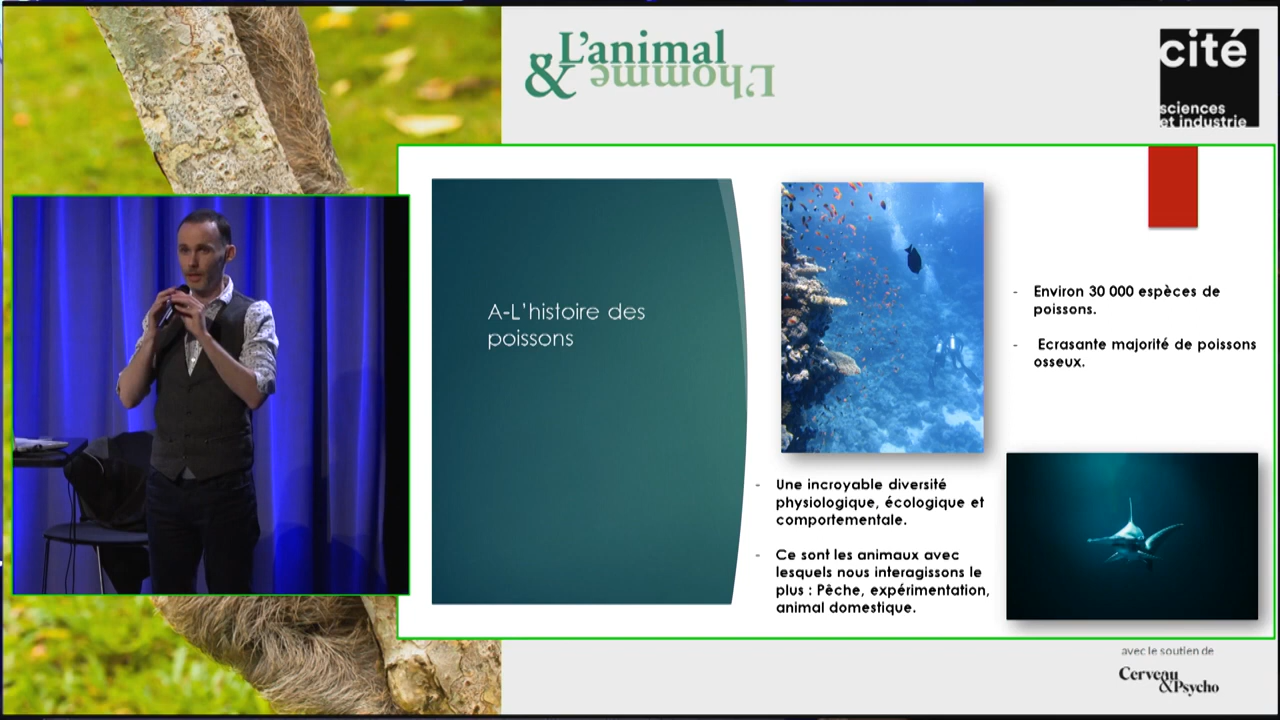 L'animal
&
L'homme
cité
sciences
et industrie
A-L'histoire des
poissons
- Environ 30 000 espèces de
poissons.
- Ecrasante majorité de poissons
osseux.
- Une incroyable diversité
physiologique, écologique et
comportementale.
- Ce sont les animaux avec
lesquels nous interagissons le
plus : Pêche, expérimentation,
animal domestique.
avec le soutien de
Cerveau
&Psycho